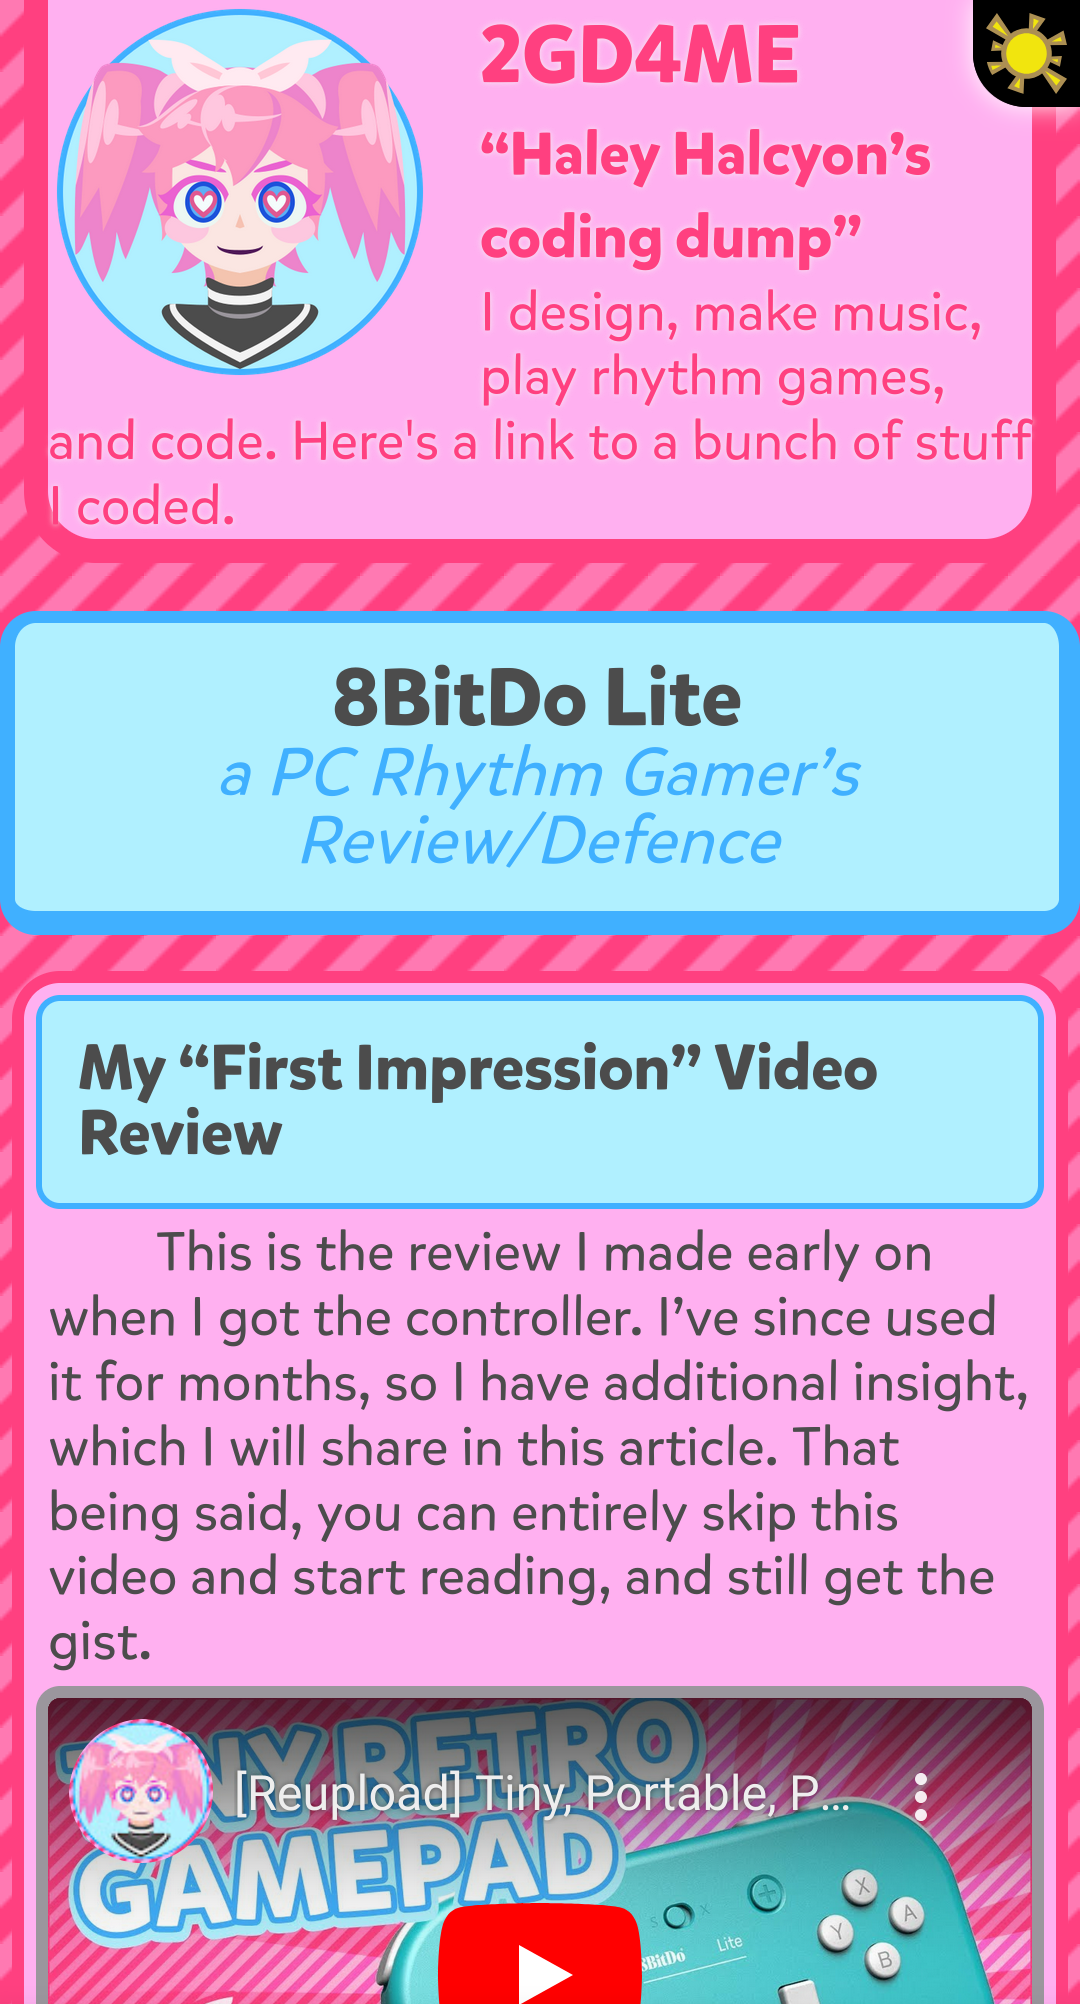 2GD4ME
“Haley Halcyon’s
coding dump”
I design, make music,
play rhythm games,
and code. Here's a link to a bunch of stuff
I coded.
8BitDo Lite
a PC Rhythm Gamer’s
Review/Defence
My “First Impression” Video
Review
This is the review I made early on
when I got the controller. I’ve since used
it for months, so I have additional insight,
which I will share in this article. That
being said, you can entirely skip this
video and start reading, and still get the
gist.
TINY RETRO
[Reupload] Tiny, Portable, P...
GAMEPAD
S X
8BitDo Lite
X
A
Y
B